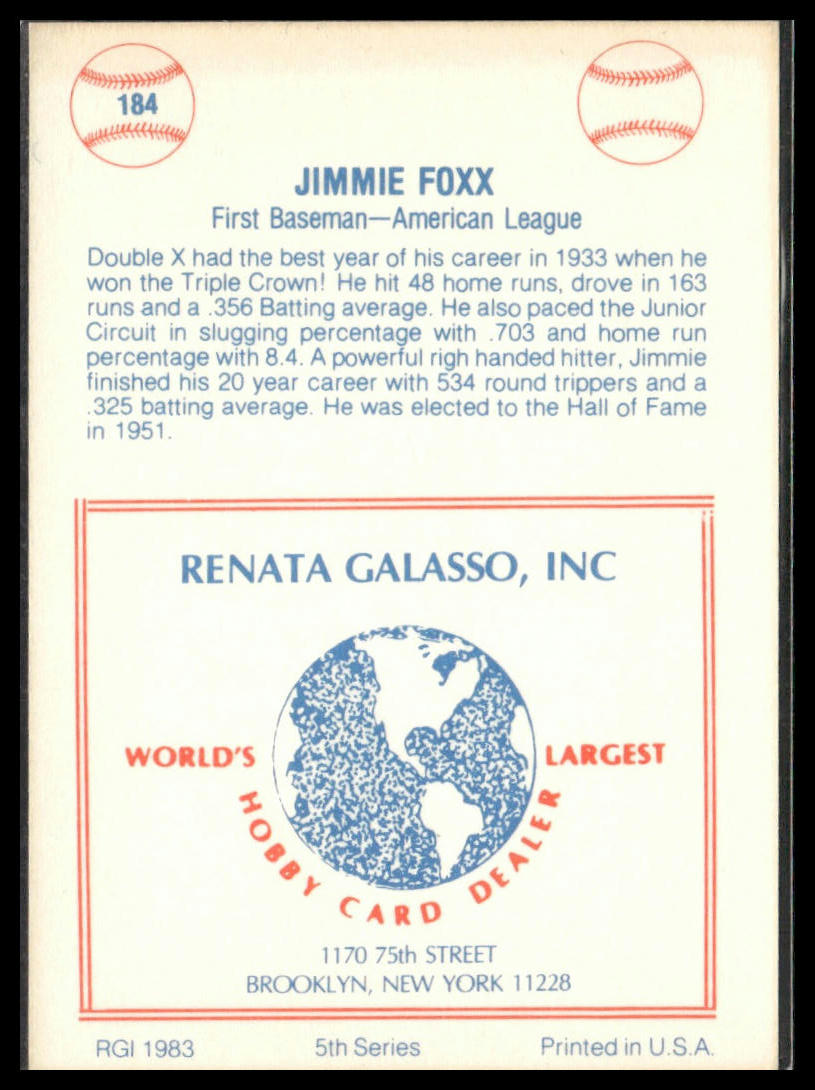 184
JIMMIE FOXX
First Baseman—American League
Double X had the best year of his career in 1933 when he
won the Triple Crown! He hit 48 home runs, drove in 163
runs and a .356 Batting average. He also paced the Junior
Circuit in slugging percentage with .703 and home run
percentage with 8.4. A powerful righ handed hitter, Jimmie
finished his 20 year career with 534 round trippers and a
.325 batting average. He was elected to the Hall of Fame
in 1951.
RENATA GALASSO, INC
WORLD'S LARGEST
HOBBY CARD DEALER
1170 75th STREET
BROOKLYN, NEW YORK 11228
RGI 1983 5th Series Printed in U.S.A.